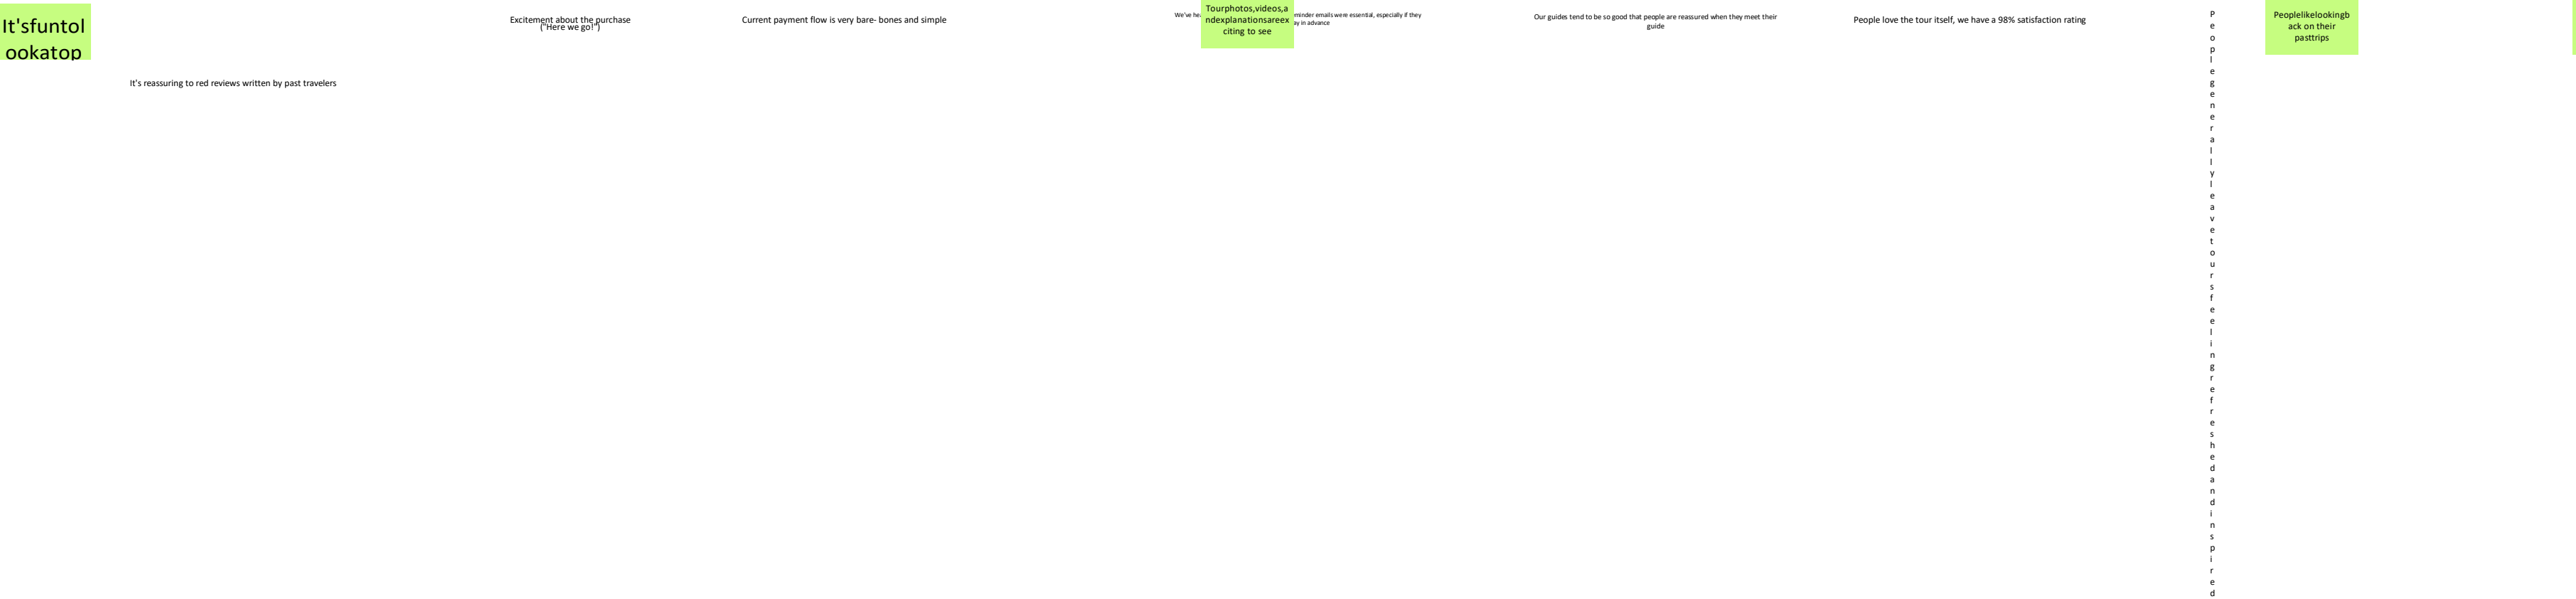 It'sfuntol
ookatop
It's reassuring to red reviews written by past travelers
Excitement about the purchase
("Here we go!")
Current payment flow is very bare- bones and simple
We've
eminder emails were essential, especially if they
in advance
Tourphotos,videos,a
ndexplanationsareex
citing to see
Our guides tend to be so good that people are reassured when they meet their
guide
People love the tour itself, we have a 98% satisfaction rating
Peoplegenerallyleavetoursfeelingrefreshedandinspired
Peoplelikelookingb
ack on their
pasttrips